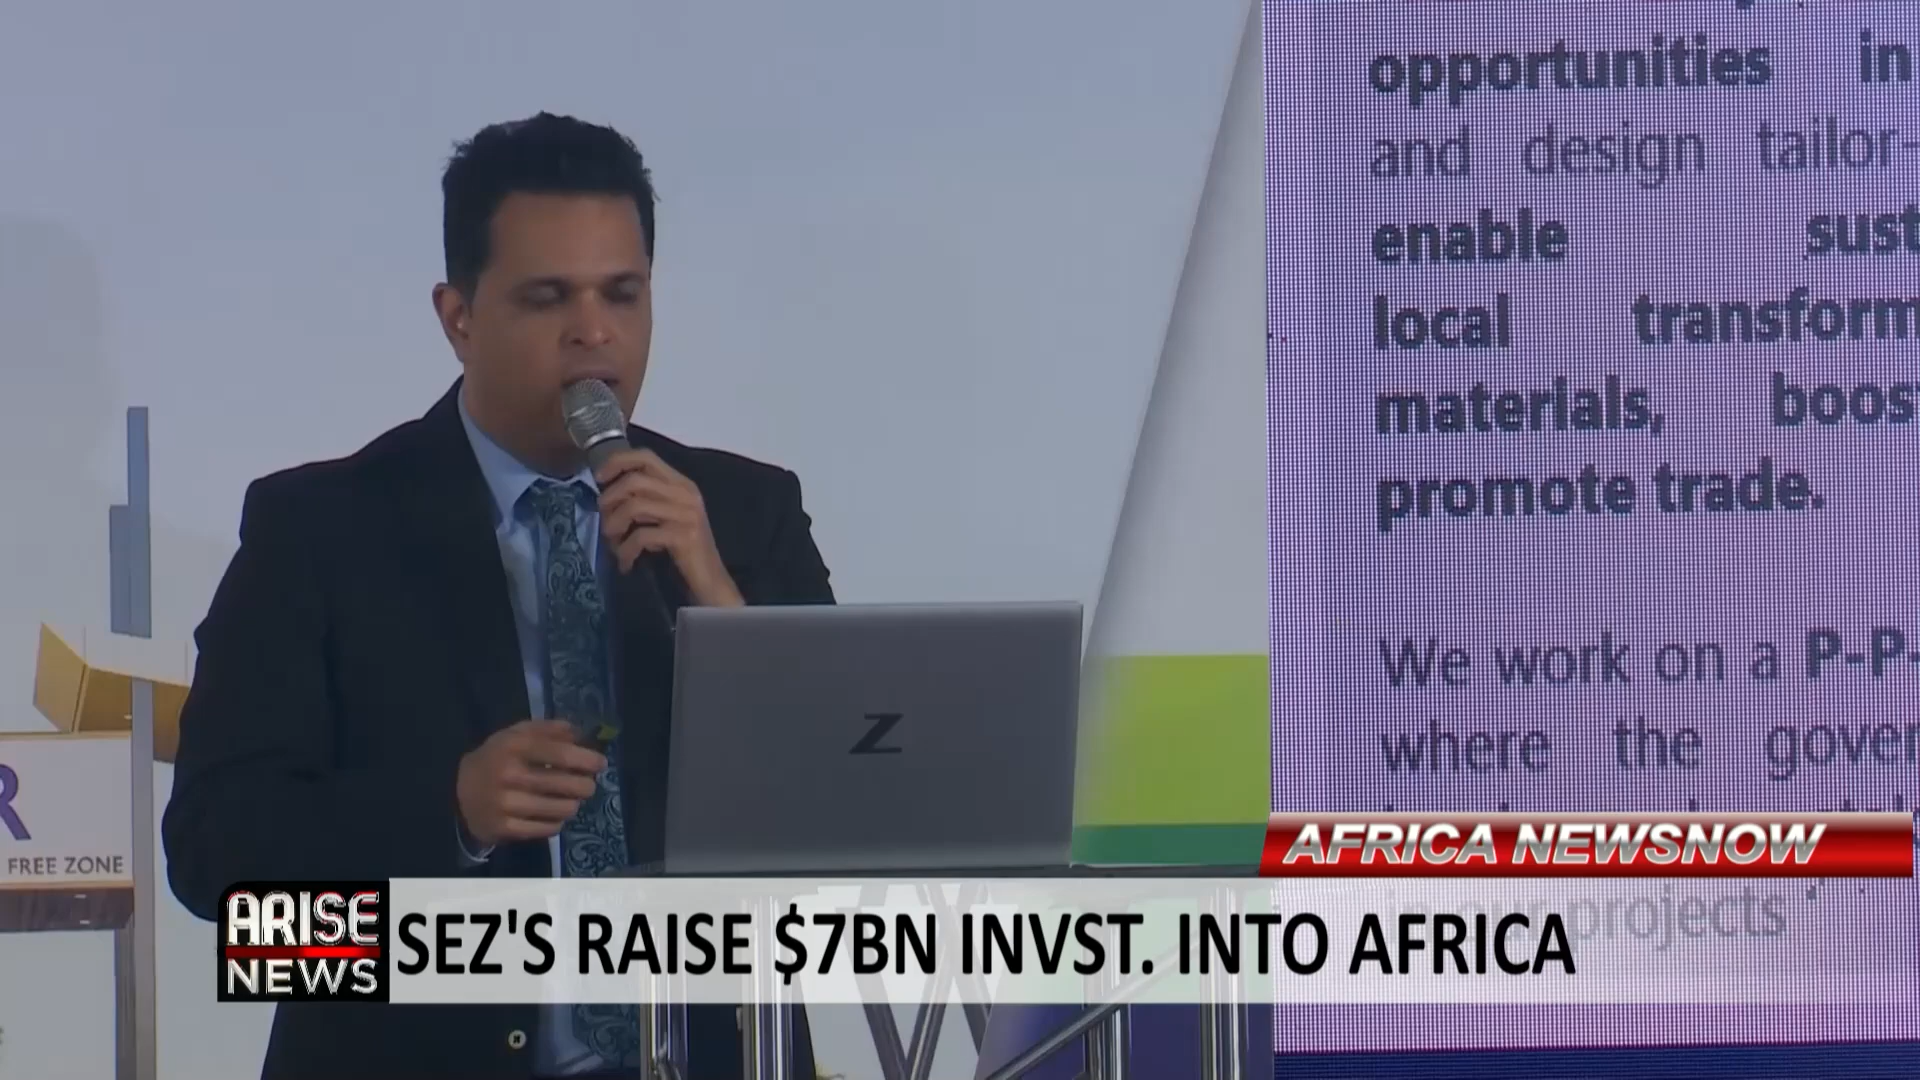 opportunities in
and design tailor-
enable sust
local transform
materials, boos
promote trade.
We work on a P-P-
where the gover
projects
R
FREE ZONE
Z
AFRICA NEWSNOW
ARISE
NEWS
SEZ'S RAISE $7BN INVST. INTO AFRICA